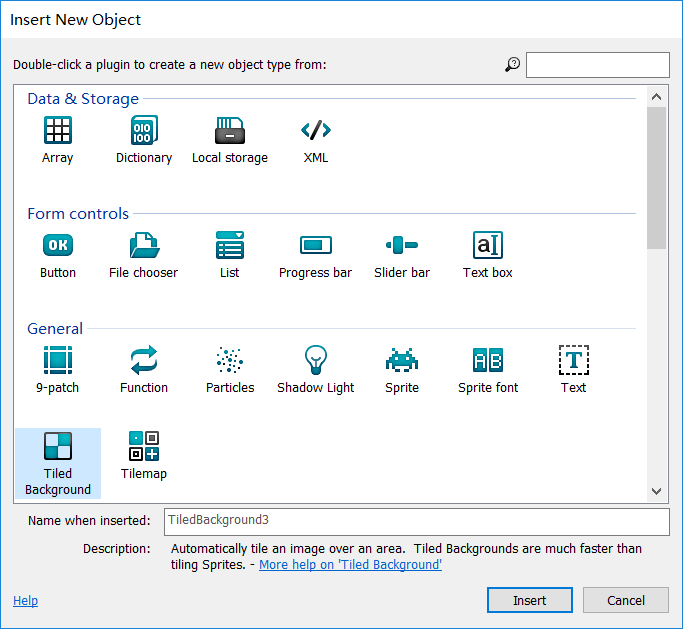 Insert New Object
Double-click a plugin to create a new object type from:
Data & Storage
Array Dictionary Local storage XML
Form controls
OK
aI
Button File chooser List Progress bar Slider bar Text box
General
AB
T
9-patch Function Particles Shadow Light Sprite Sprite font Text
Tiled Background
Tilemap
Name when inserted: TiledBackground3
Description: Automatically tile an image over an area. Tiled Backgrounds are much faster than
tiling Sprites. - More help on 'Tiled Background'
Help Insert Cancel